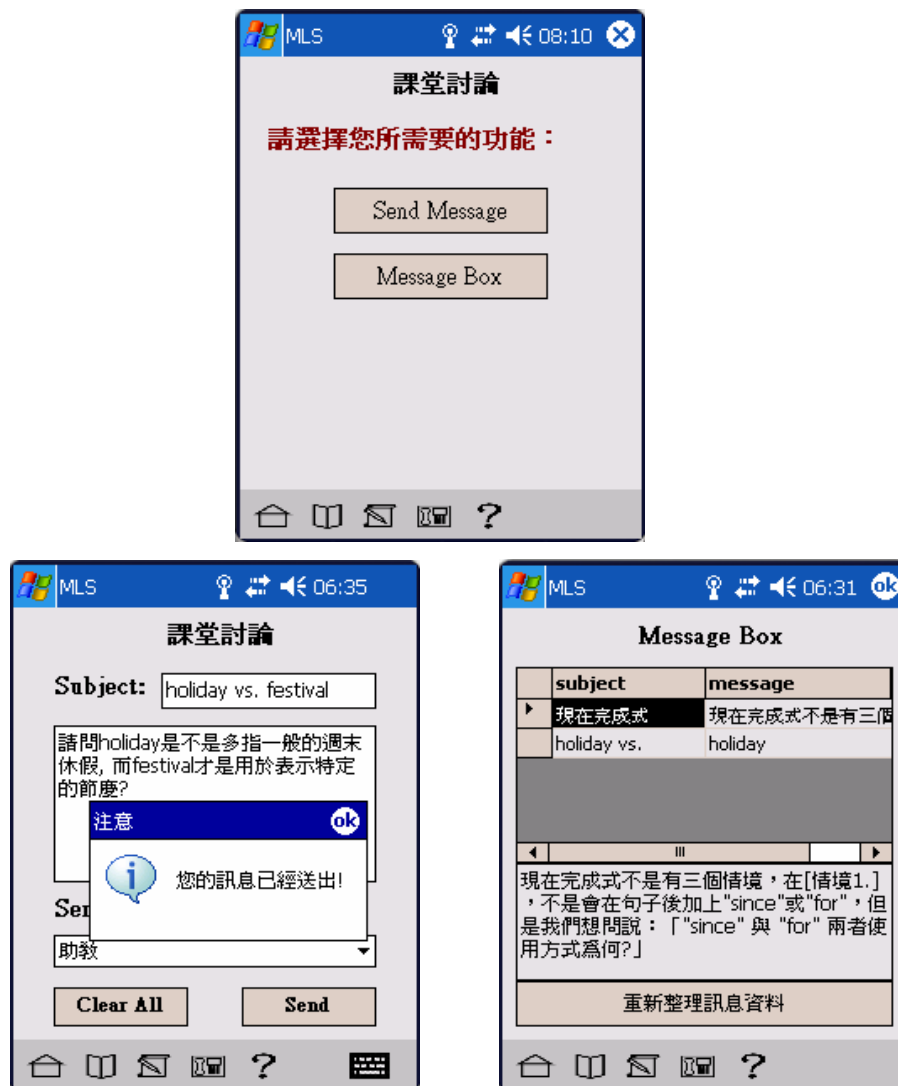 MLS 08:10
課堂討論
請選擇您所需要的功能：
Send Message
Message Box
MLS 06:35
課堂討論
Subject: holiday vs. festival
請問holiday是不是多指一般的週末
休假, 而festival才是用於表示特定
的節慶?
注意 ok
您的訊息已經送出!
助教
Clear All Send
MLS 06:31 ok
Message Box
subject message
現在完成式 現在完成式不是有三個
holiday vs. holiday
現在完成式不是有三個情境，在[情境1.]
，不是會在句子後加上"since"或"for"，但
是我們想問說：「"since" 與 "for" 兩者使
用方式為何?」
重新整理訊息資料